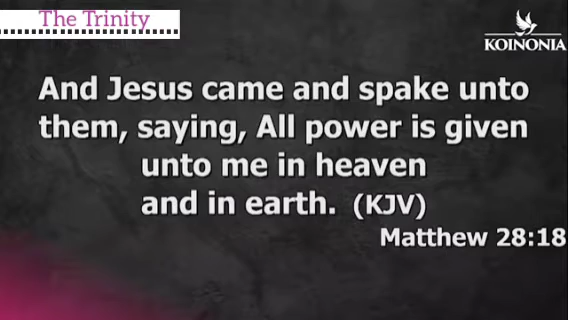 The Trinity
KOINONIA
And Jesus came and spake unto
them, saying, All power is given
unto me in heaven
and in earth. (KJV)
Matthew 28:18